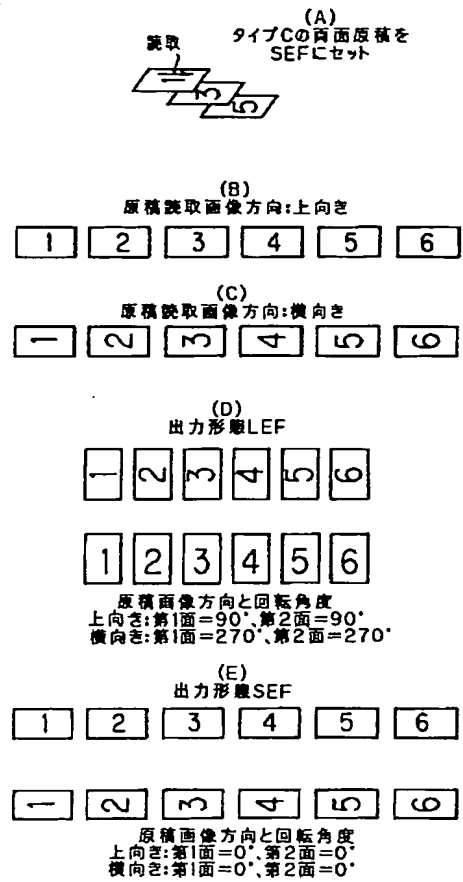 (A)
タイプCの両面原稿を
SEFにセット
読取
1 3 5
(B)
原稿読取画像方向:上向き
1 2 3 4 5 6
(C)
原稿読取画像方向:横向き
1 2 3 4 5 6
(D)
出力形態LEF
1 2 3 4 5 6
1 2 3 4 5 6
原稿画像方向と回転角度
上向き:第1面=90°、第2面=90°
横向き:第1面=270°、第2面=270°
(E)
出力形態SEF
1 2 3 4 5 6
1 2 3 4 5 6
原稿画像方向と回転角度
上向き:第1面=0°、第2面=0°
横向き:第1面=0°、第2面=0°